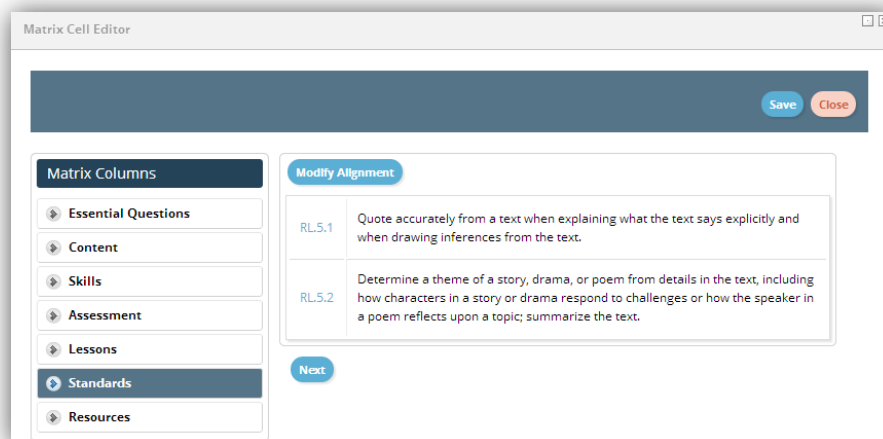 Matrix Cell Editor
Save Close
Matrix Columns
Essential Questions
Content
Skills
Assessment
Lessons
Standards
Resources
Modify Alignment
RL.5.1
Quote accurately from a text when explaining what the text says explicitly and
when drawing inferences from the text.
RL.5.2
Determine a theme of a story, drama, or poem from details in the text, including
how characters in a story or drama respond to challenges or how the speaker in
a poem reflects upon a topic; summarize the text.
Next